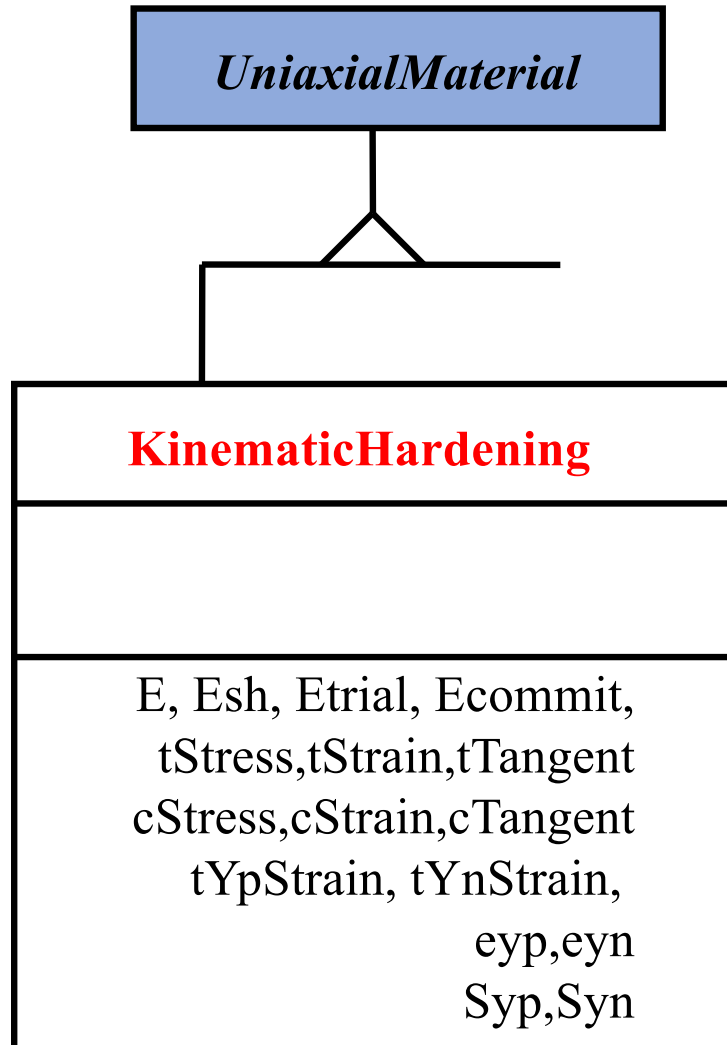 UniaxialMaterial
KinematicHardening
E, Esh, Etrial, Ecommit,
tStress,tStrain,tTangent
cStress,cStrain,cTangent
tYpStrain, tYnStrain,
eyp,eyn
Syp,Syn